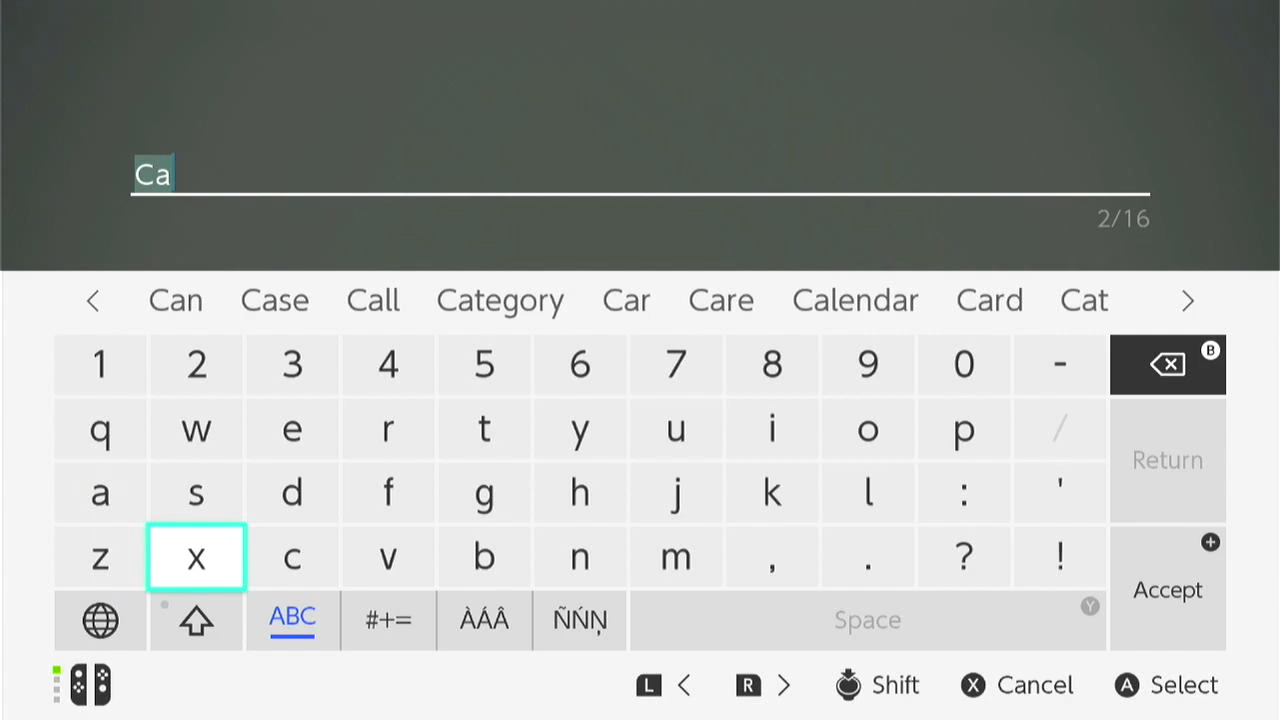 Ca
2/16
< Can Case Call Category Car Care Calendar Card Cat >
1 2 3 4 5 6 7 8 9 0 - B
q w e r t y u i o p /
Return
a s d f g h j k l : '
z x c v b n m , . ? ! +
Accept
ABC #+= ÀÁÂ ÑŃŅ Space Y
L < R > Shift X Cancel A Select